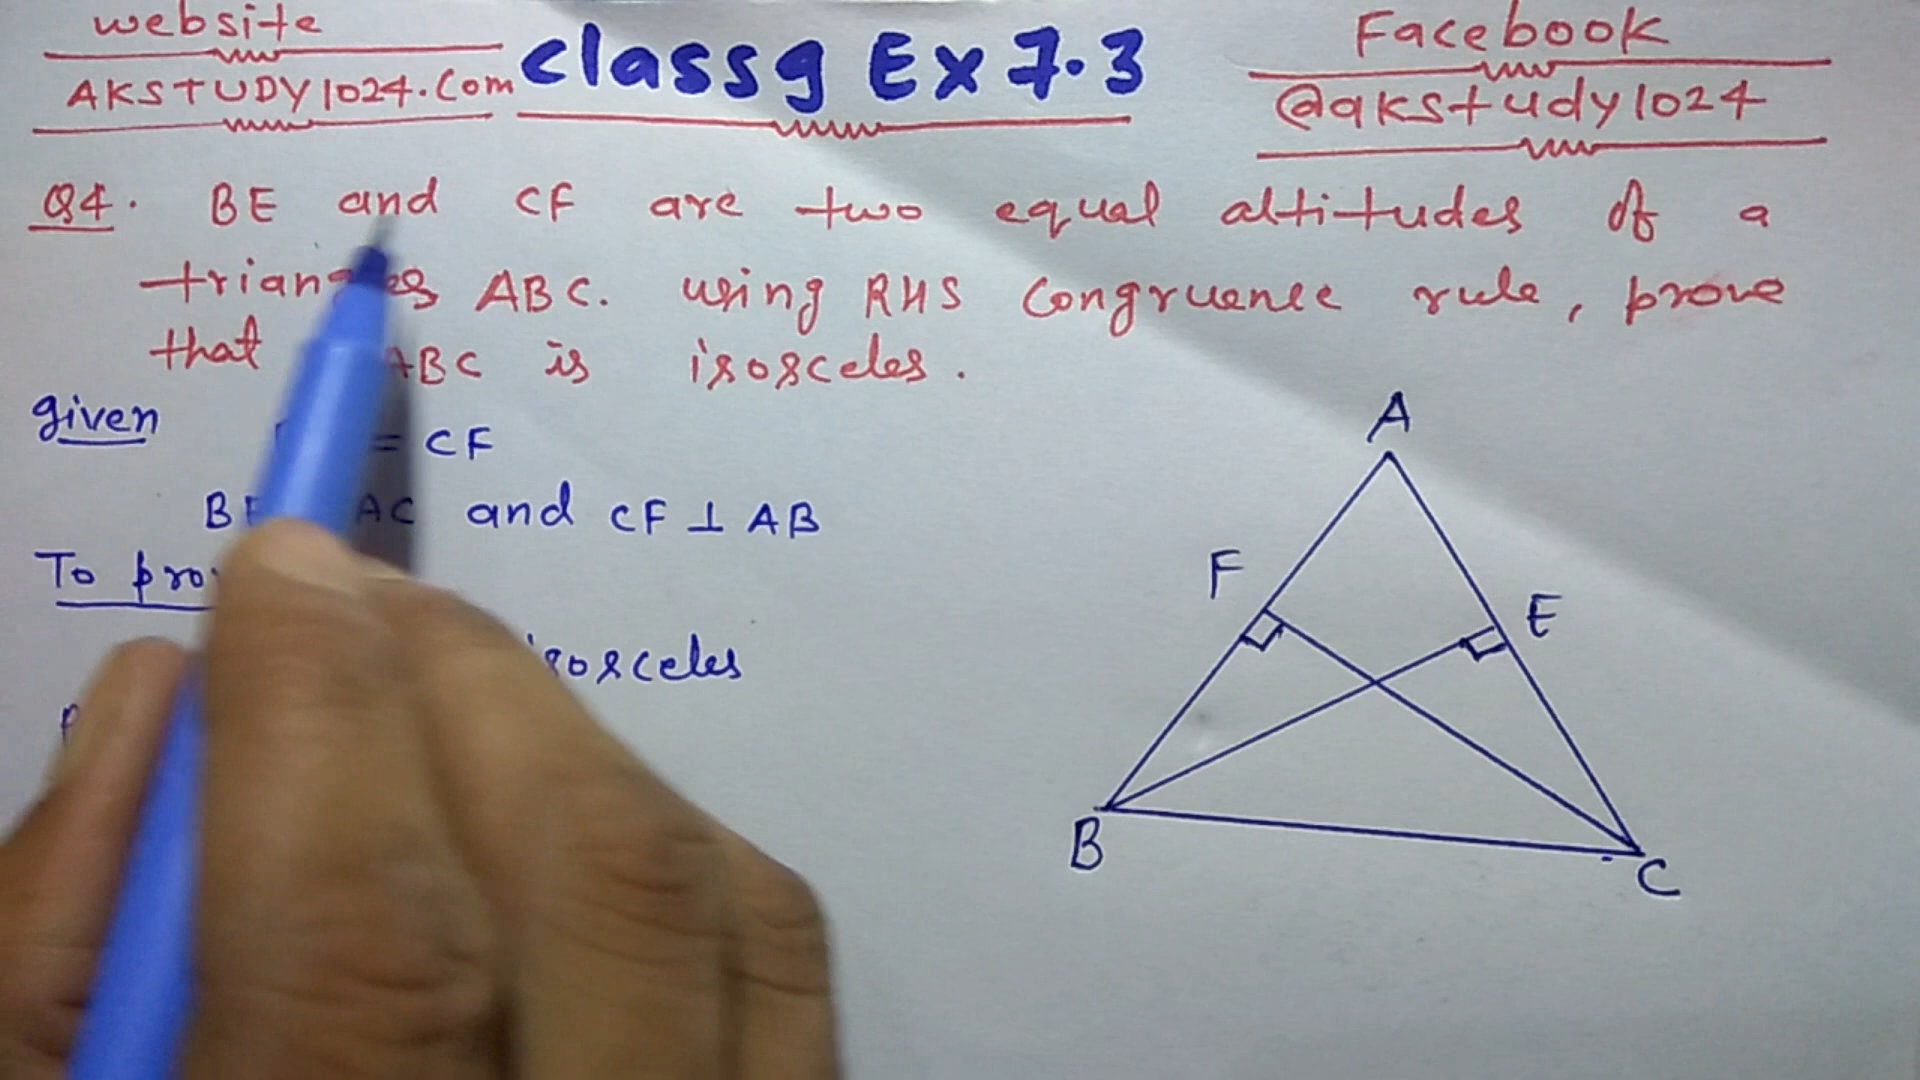 website
AKSTUDY1024.Com
class9 Ex 7.3
Facebook
@akstudy1024
Q4. BE and CF are two equal altitudes of a
ABC. using RHS Congruence rule, prove
that ABC is isosceles.
given = CF
AC and CF ⊥ AB
To
isosceles
A
F
E
B
C